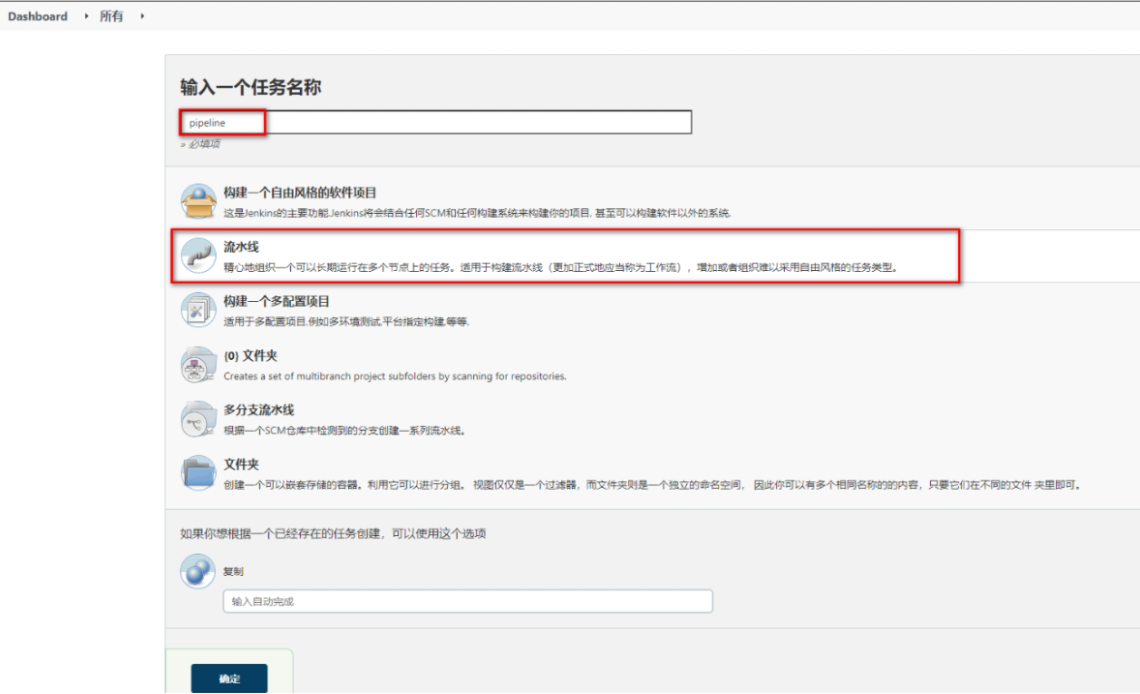 Dashboard
所有
输入一个任务名称
pipeline
» 必填项
构建一个自由风格的软件项目
这是Jenkins的主要功能.Jenkins将会结合任何SCM和任何构建系统来构建你的项目, 甚至可以构建软件以外的系统.
流水线
精心地组织一个可以长期运行在多个节点上的任务。适用于构建流水线（更加正式地应当称为工作流），增加或者组织难以采用自由风格的任务类型。
构建一个多配置项目
适用于多配置项目,例如多环境测试,平台指定构建,等等.
(0) 文件夹
Creates a set of multibranch project subfolders by scanning for repositories.
多分支流水线
根据一个SCM仓库中检测到的分支创建一系列流水线。
文件夹
创建一个可以嵌套存储的容器。利用它可以进行分组。 视图仅仅是一个过滤器，而文件夹则是一个独立的命名空间， 因此你可以有多个相同名称的的内容，只要它们在不同的文件 夹里即可。
如果你想根据一个已经存在的任务创建，可以使用这个选项
复制
输入自动完成
确定